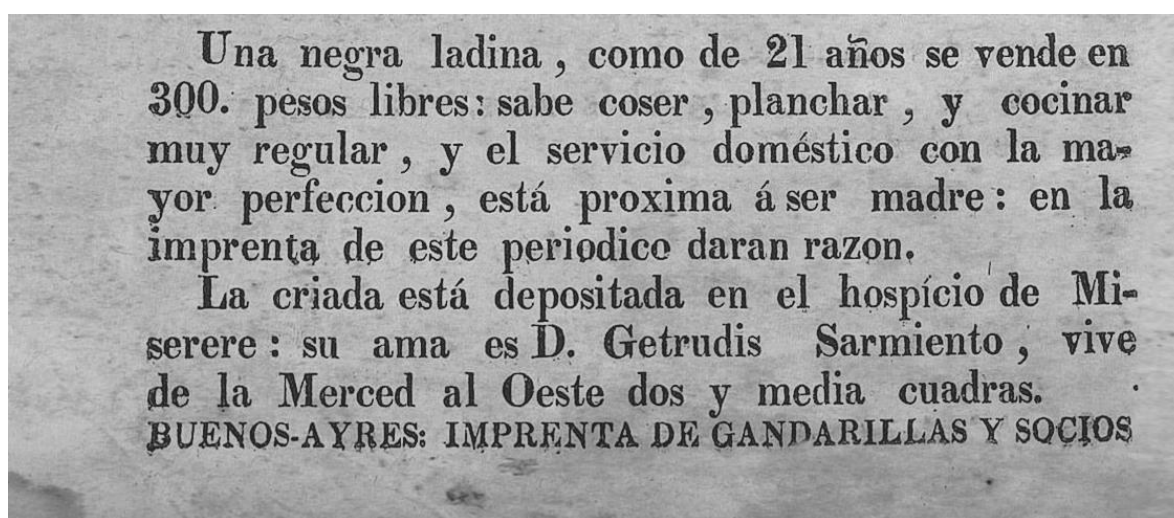 Una negra ladina , como de 21 años se vende en
300. pesos libres: sabe coser , planchar , y cocinar
muy regular , y el servicio doméstico con la ma-
yor perfeccion , está proxima á ser madre : en la
imprenta de este periodico daran razon.
La criada está depositada en el hospício de Mi-
serere : su ama es D. Getrudis Sarmiento , vive
de la Merced al Oeste dos y media cuadras.
BUENOS-AYRES: IMPRENTA DE GANDARILLAS Y SOCIOS